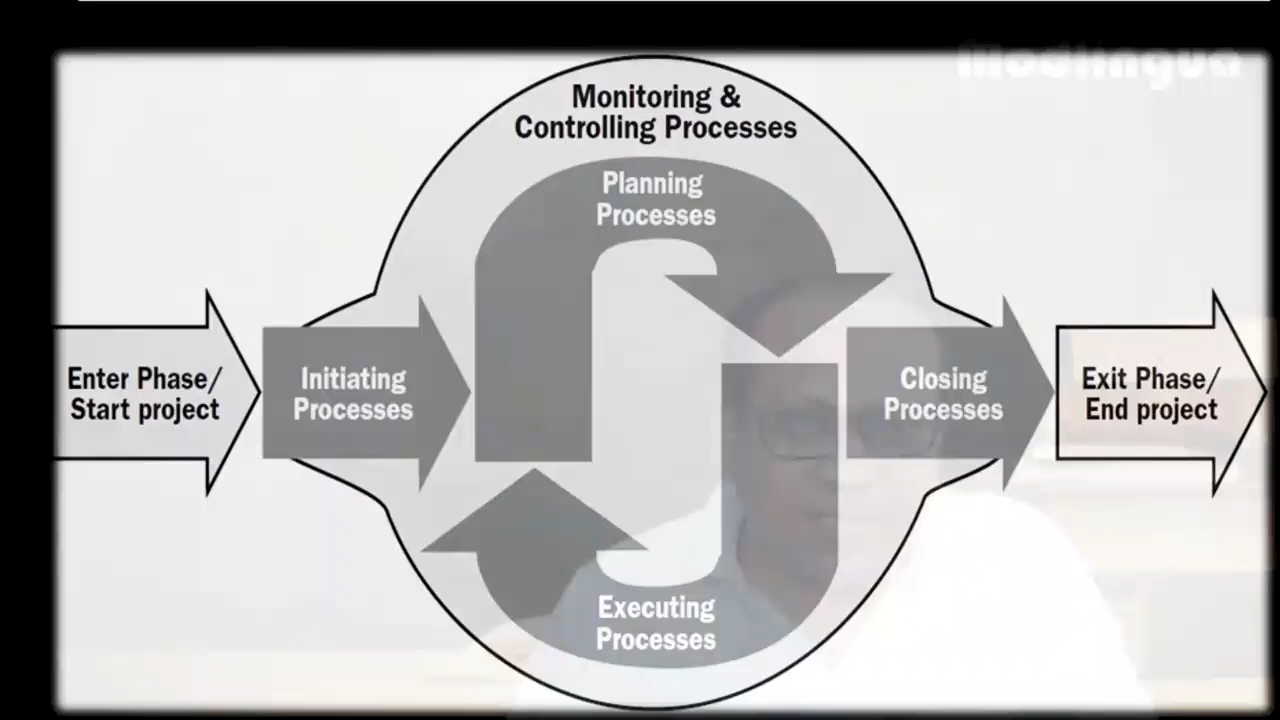 Monitoring &
Controlling Processes
Planning
Processes
Enter Phase/
Start project
Initiating
Processes
Closing
Processes
Exit Phase/
End project
Executing
Processes